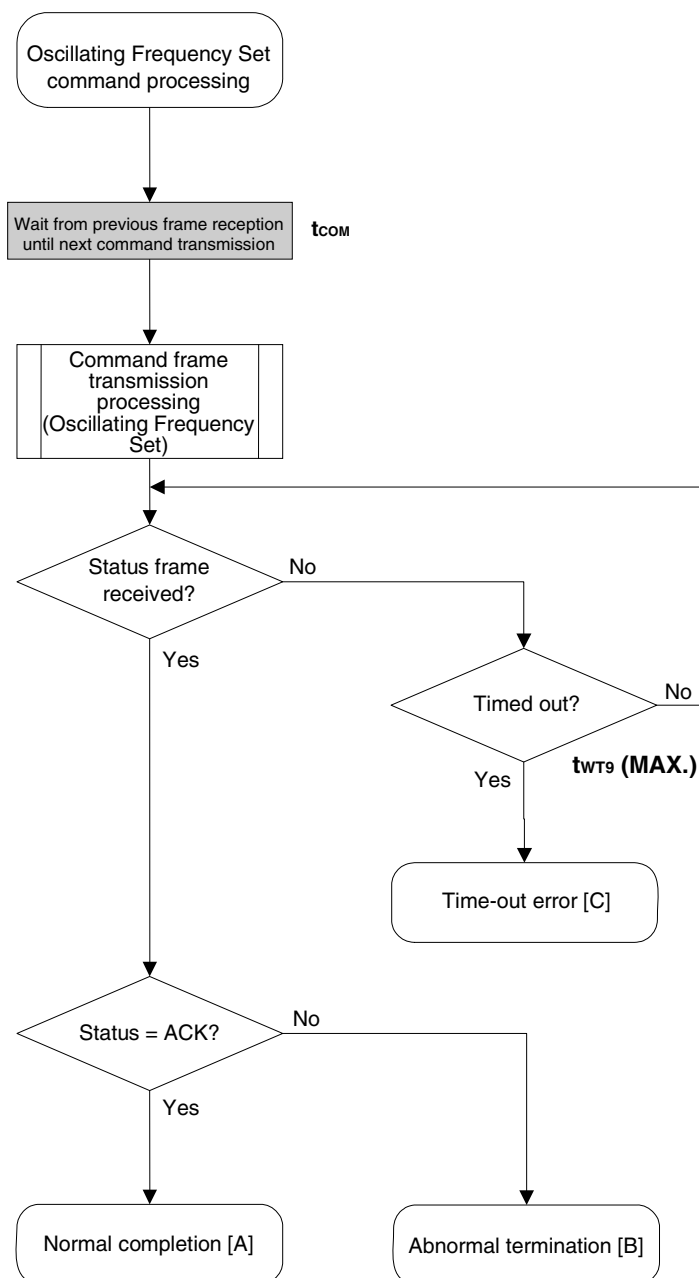 Oscillating Frequency Set
command processing
Wait from previous frame reception
until next command transmission
tCOM
Command frame
transmission
processing
(Oscillating Frequency
Set)
Status frame
received?
No
Yes
Timed out?
No
tWT9 (MAX.)
Yes
Time-out error [C]
Status = ACK?
No
Yes
Normal completion [A]
Abnormal termination [B]